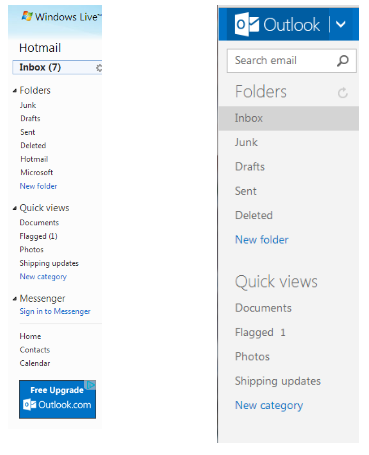 Windows Live™
Hotmail
Inbox (7)
Folders
Junk
Drafts
Sent
Deleted
Hotmail
Microsoft
New folder
Quick views
Documents
Flagged (1)
Photos
Shipping updates
New category
Messenger
Sign in to Messenger
Home
Contacts
Calendar
Free Upgrade
Outlook.com
Outlook
Search email
Folders
Inbox
Junk
Drafts
Sent
Deleted
New folder
Quick views
Documents
Flagged 1
Photos
Shipping updates
New category